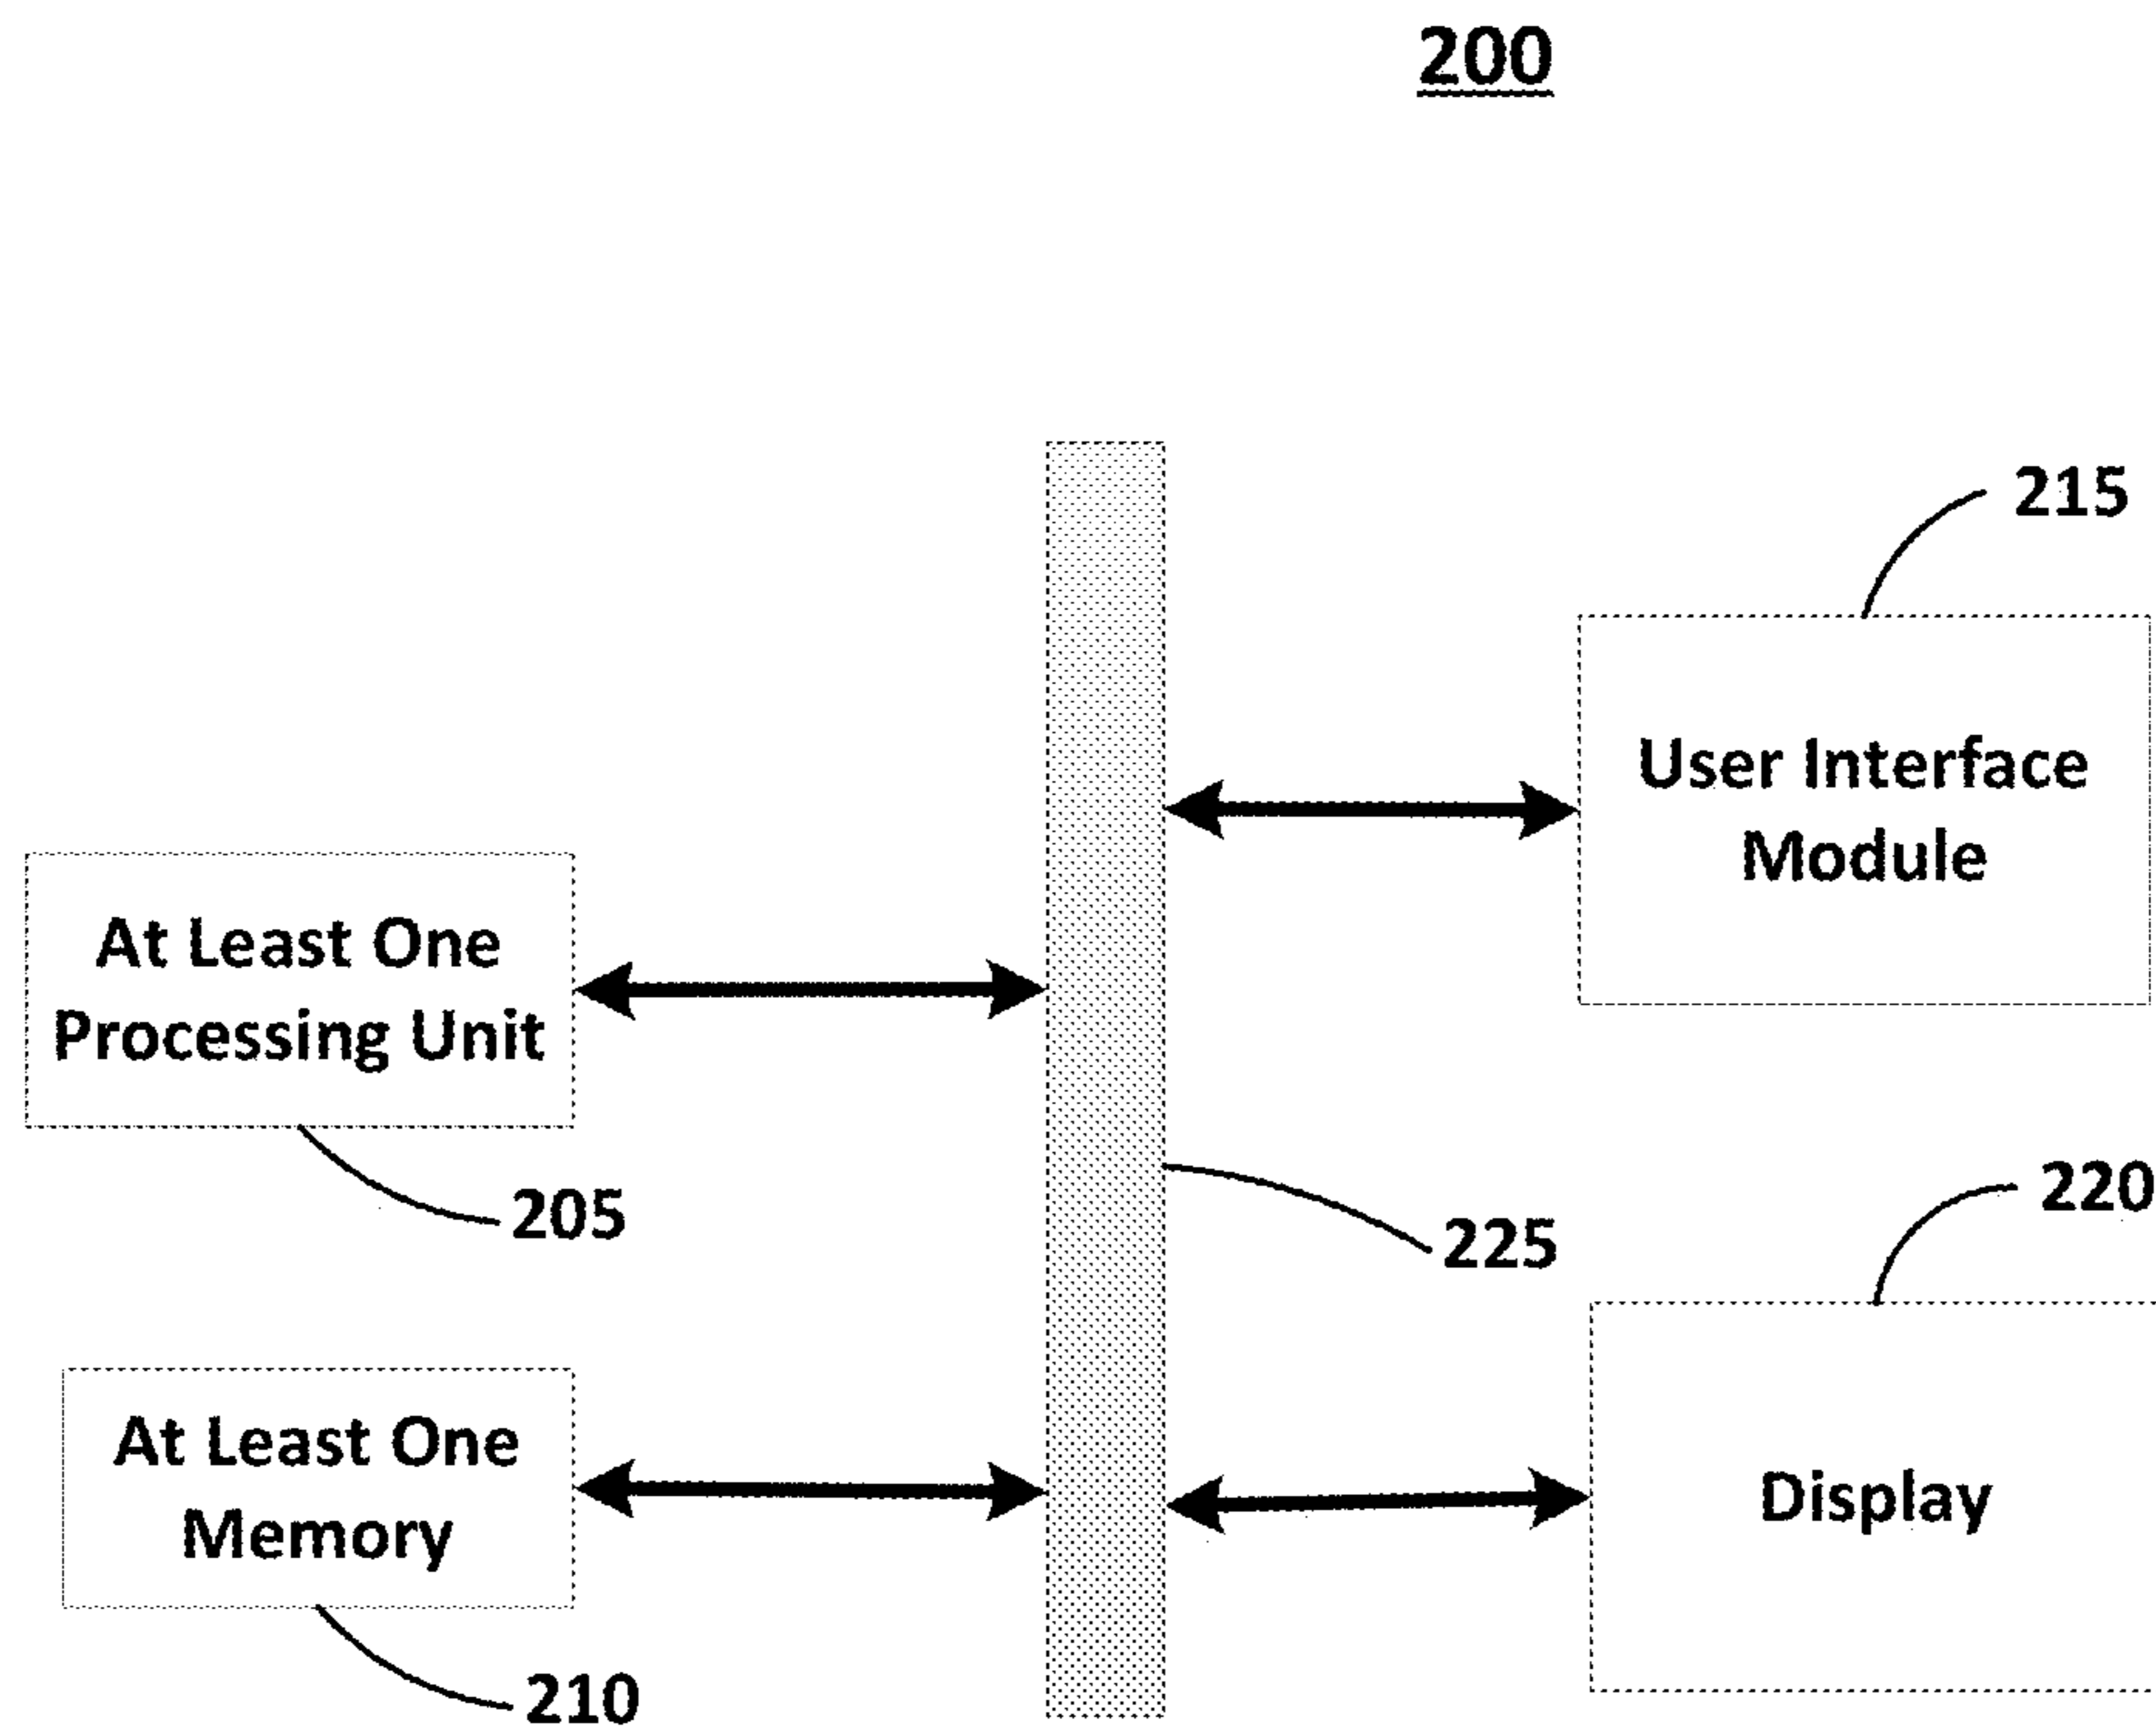 200
215
User Interface
Module
At Least One
Processing Unit
205
225
220
At Least One
Memory
Display
210